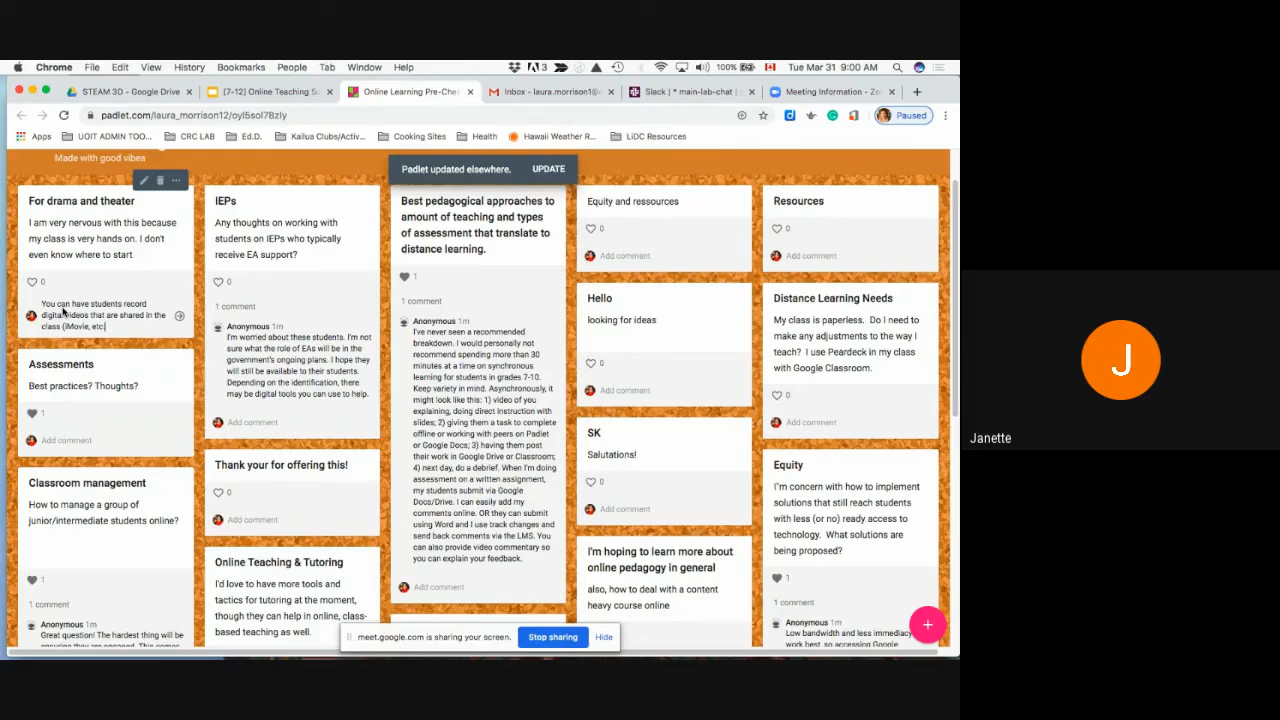 Chrome File Edit View History Bookmarks People Tab Window Help 3 100% Tue Mar 31 9:00 AM
STEAM 3D - Google Drive
[7-12] Online Teaching S
Online Learning Pre-Chec
Inbox - laura.morrison1@
Slack | * main-lab-chat |
Meeting Information - Zo
padlet.com/laura_morrison12/oyl5sol78zly
Paused
Apps UOIT ADMIN TOO... CRC LAB Ed.D. Kailua Clubs/Activ... Cooking Sites Health Hawaii Weather R... LiDC Resources
Made with good vibes
Padlet updated elsewhere. UPDATE
For drama and theater
I am very nervous with this because
my class is very hands on. I don't
even know where to start
0
You can have students record
digital videos that are shared in the
class (iMovie, etc
Assessments
Best practices? Thoughts?
1
Add comment
Classroom management
How to manage a group of
junior/intermediate students online?
1
1 comment
Anonymous 1m
Great question! The hardest thing will be
ensuring they are engaged. This comes
IEPs
Any thoughts on working with
students on IEPs who typically
receive EA support?
0
1 comment
Anonymous 1m
I'm worried about these students. I'm not
sure what the role of EAs will be in the
government's ongoing plans. I hope they
will still be available to their students.
Depending on the identification, there
may be digital tools you can use to help.
Add comment
Thank your for offering this!
0
Add comment
Online Teaching & Tutoring
I'd love to have more tools and
tactics for tutoring at the moment,
though they can help in online, class-
based teaching as well.
Best pedagogical approaches to
amount of teaching and types
of assessment that translate to
distance learning.
1
1 comment
Anonymous 1m
I've never seen a recommended
breakdown. I would personally not
recommend spending more than 30
minutes at a time on synchronous
learning for students in grades 7-10.
Keep variety in mind. Asynchronously, it
might look like this: 1) video of you
explaining, doing direct instruction with
slides; 2) giving them a task to complete
offline or working with peers on Padlet
or Google Docs; 3) having them post
their work in Google Drive or Classroom;
4) next day, do a debrief. When I'm doing
assessment on a written assignment,
my students submit via Google
Docs/Drive. I can easily add my
comments online. OR they can submit
using Word and I use track changes and
send back comments via the LMS. You
can also provide video commentary so
you can explain your feedback.
Add comment
Equity and ressources
0
Add comment
Hello
looking for ideas
0
Add comment
SK
Salutations!
0
Add comment
I'm hoping to learn more about
online pedagogy in general
also, how to deal with a content
heavy course online
Resources
0
Add comment
Distance Learning Needs
My class is paperless. Do I need to
make any adjustments to the way I
teach? I use Peardeck in my class
with Google Classroom.
0
Add comment
Equity
I"m concern with how to implement
solutions that still reach students
with less (or no) ready access to
technology. What solutions are
being proposed?
1
1 comment
Anonymous 1m
Low bandwidth and less immediacy
work best, so accessing Google
meet.google.com is sharing your screen. Stop sharing Hide
J
Janette